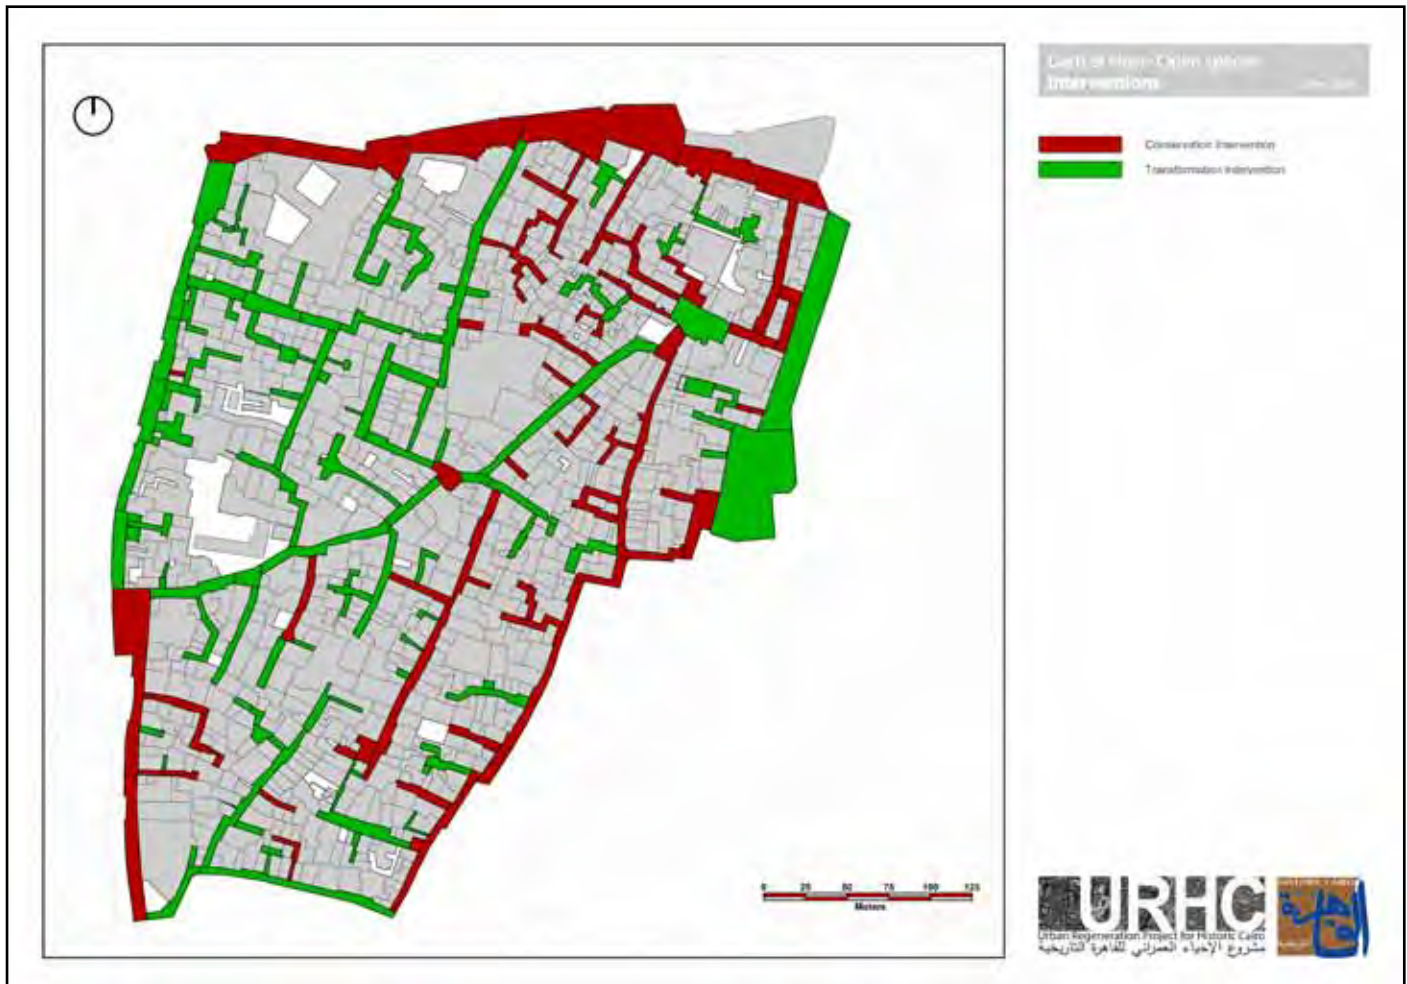 Interventions
Conservation Intervention
Transformation Intervention
0 25 50 75 100 125
Meters
URHC
Urban Regeneration Project for Historic Cairo
مشروع الإحياء العمراني للقاهرة التاريخية